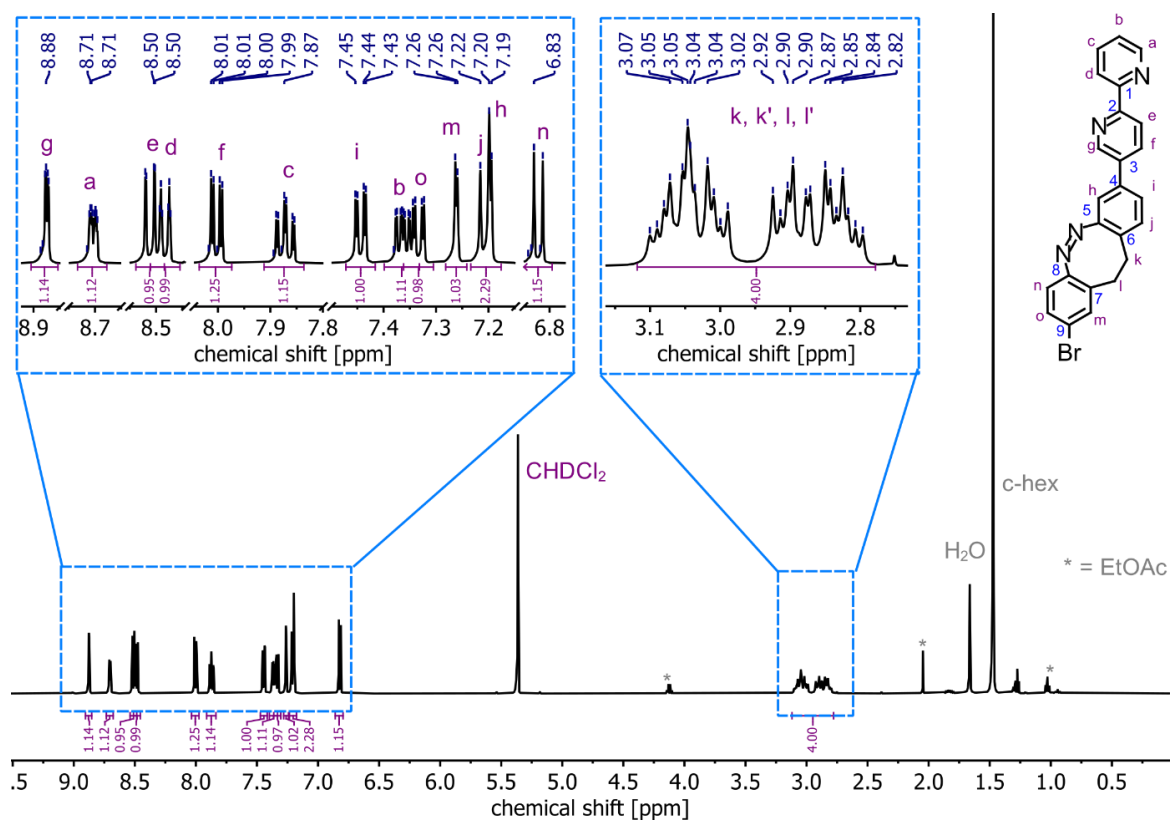 8.88 8.71 8.71 8.50 8.50 8.01 8.01 8.00 7.99 7.87 7.45 7.44 7.43 7.26 7.26 7.22 7.20 7.19 6.83
g a e d f c i b o m j h n
1.14 1.12 0.95 0.99 1.25 1.15 1.00 1.11 0.98 1.03 2.29 1.15
8.9 8.7 8.5 8.0 7.9 7.8 7.4 7.3 7.2 6.8
chemical shift [ppm]
3.07 3.05 3.05 3.04 3.04 3.02 2.92 2.90 2.90 2.87 2.85 2.84 2.82
k, k', l, l'
4.00
3.1 3.0 2.9 2.8
chemical shift [ppm]
b
c a
d N
1
2 e
N
g f
3
4
h i
5
N j
N 6
8 k
n 7 l
o m
9
Br
CHDCl2
c-hex
H2O
* = EtOAc
* * *
1.14 1.12 0.95 0.99 1.25 1.14 1.00 1.11 0.97 1.02 2.28 1.15 4.00
.5 9.0 8.5 8.0 7.5 7.0 6.5 6.0 5.5 5.0 4.5 4.0 3.5 3.0 2.5 2.0 1.5 1.0 0.5
chemical shift [ppm]